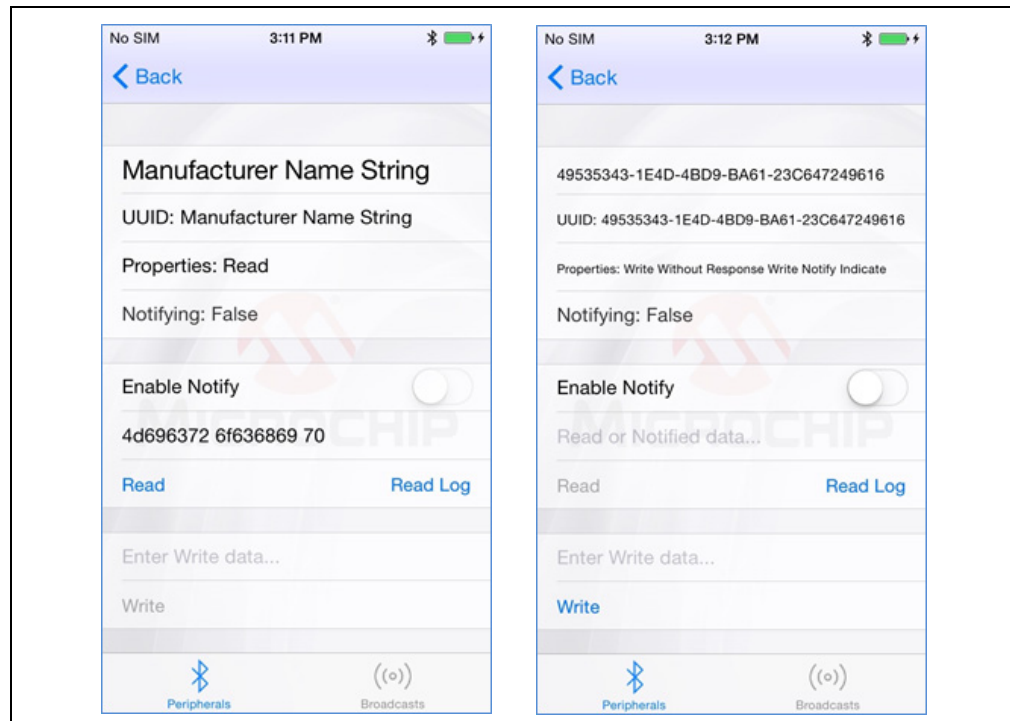 No SIM 3:11 PM
Back
Manufacturer Name String
UUID: Manufacturer Name String
Properties: Read
Notifying: False
Enable Notify
MICROCHIP
4d696372 6f636869 70
Read Read Log
Enter Write data...
Write
Peripherals Broadcasts
No SIM 3:12 PM
Back
49535343-1E4D-4BD9-BA61-23C647249616
UUID: 49535343-1E4D-4BD9-BA61-23C647249616
Properties: Write Without Response Write Notify Indicate
Notifying: False
Enable Notify
MICROCHIP
Read or Notified data...
Read Read Log
Enter Write data...
Write
Peripherals Broadcasts